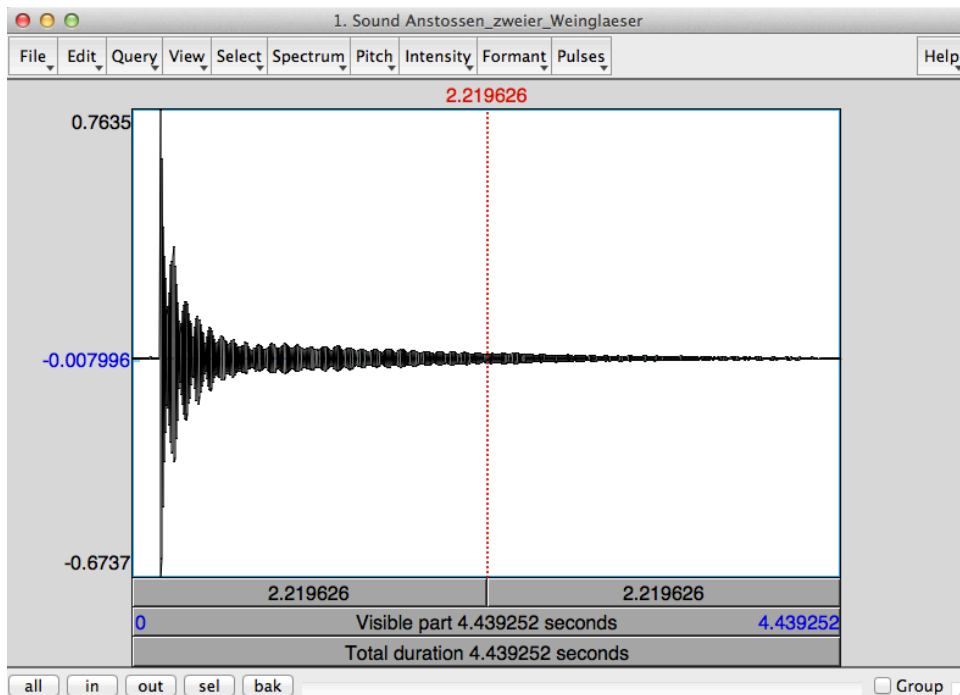 1. Sound Anstossen_zweier_Weinglaeser
File Edit Query View Select Spectrum Pitch Intensity Formant Pulses Help
2.219626
0.7635
-0.007996
-0.6737
2.219626 2.219626
0 Visible part 4.439252 seconds 4.439252
Total duration 4.439252 seconds
all in out sel bak Group